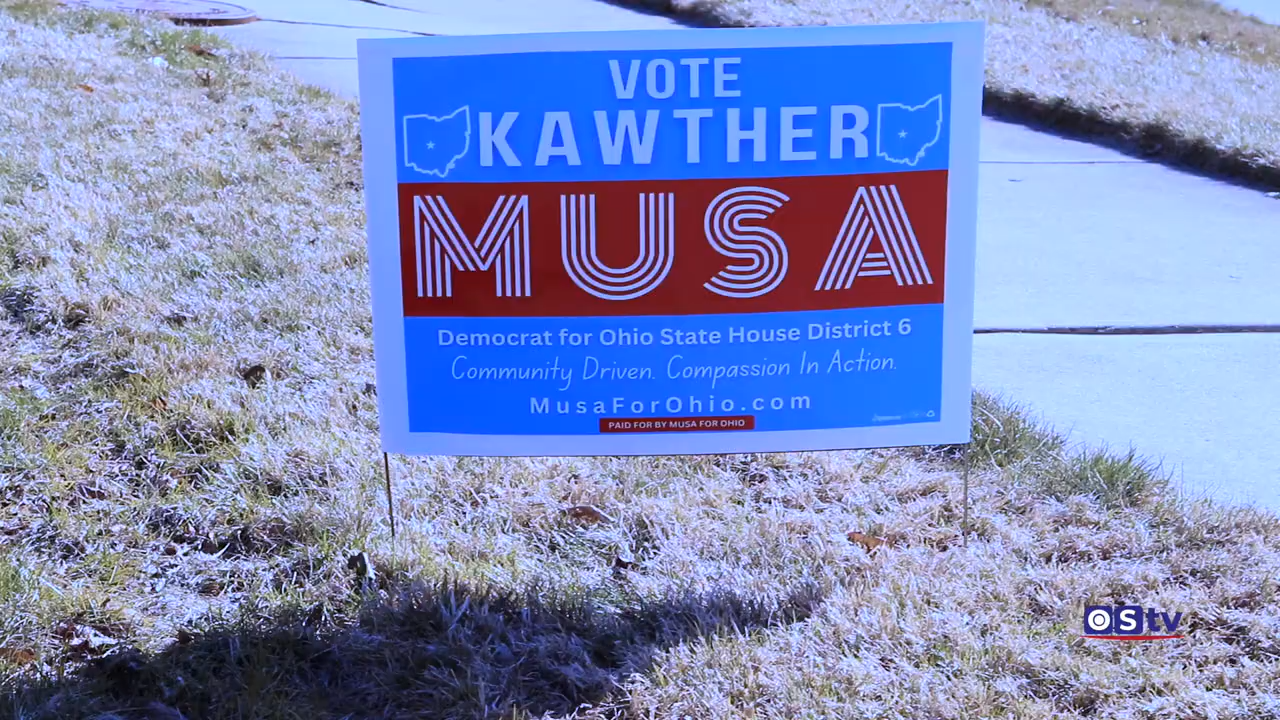 VOTE
KAWTHER
MUSA
Democrat for Ohio State House District 6
Community Driven. Compassion In Action.
MusaForOhio.com
PAID FOR BY MUSA FOR OHIO
OStv